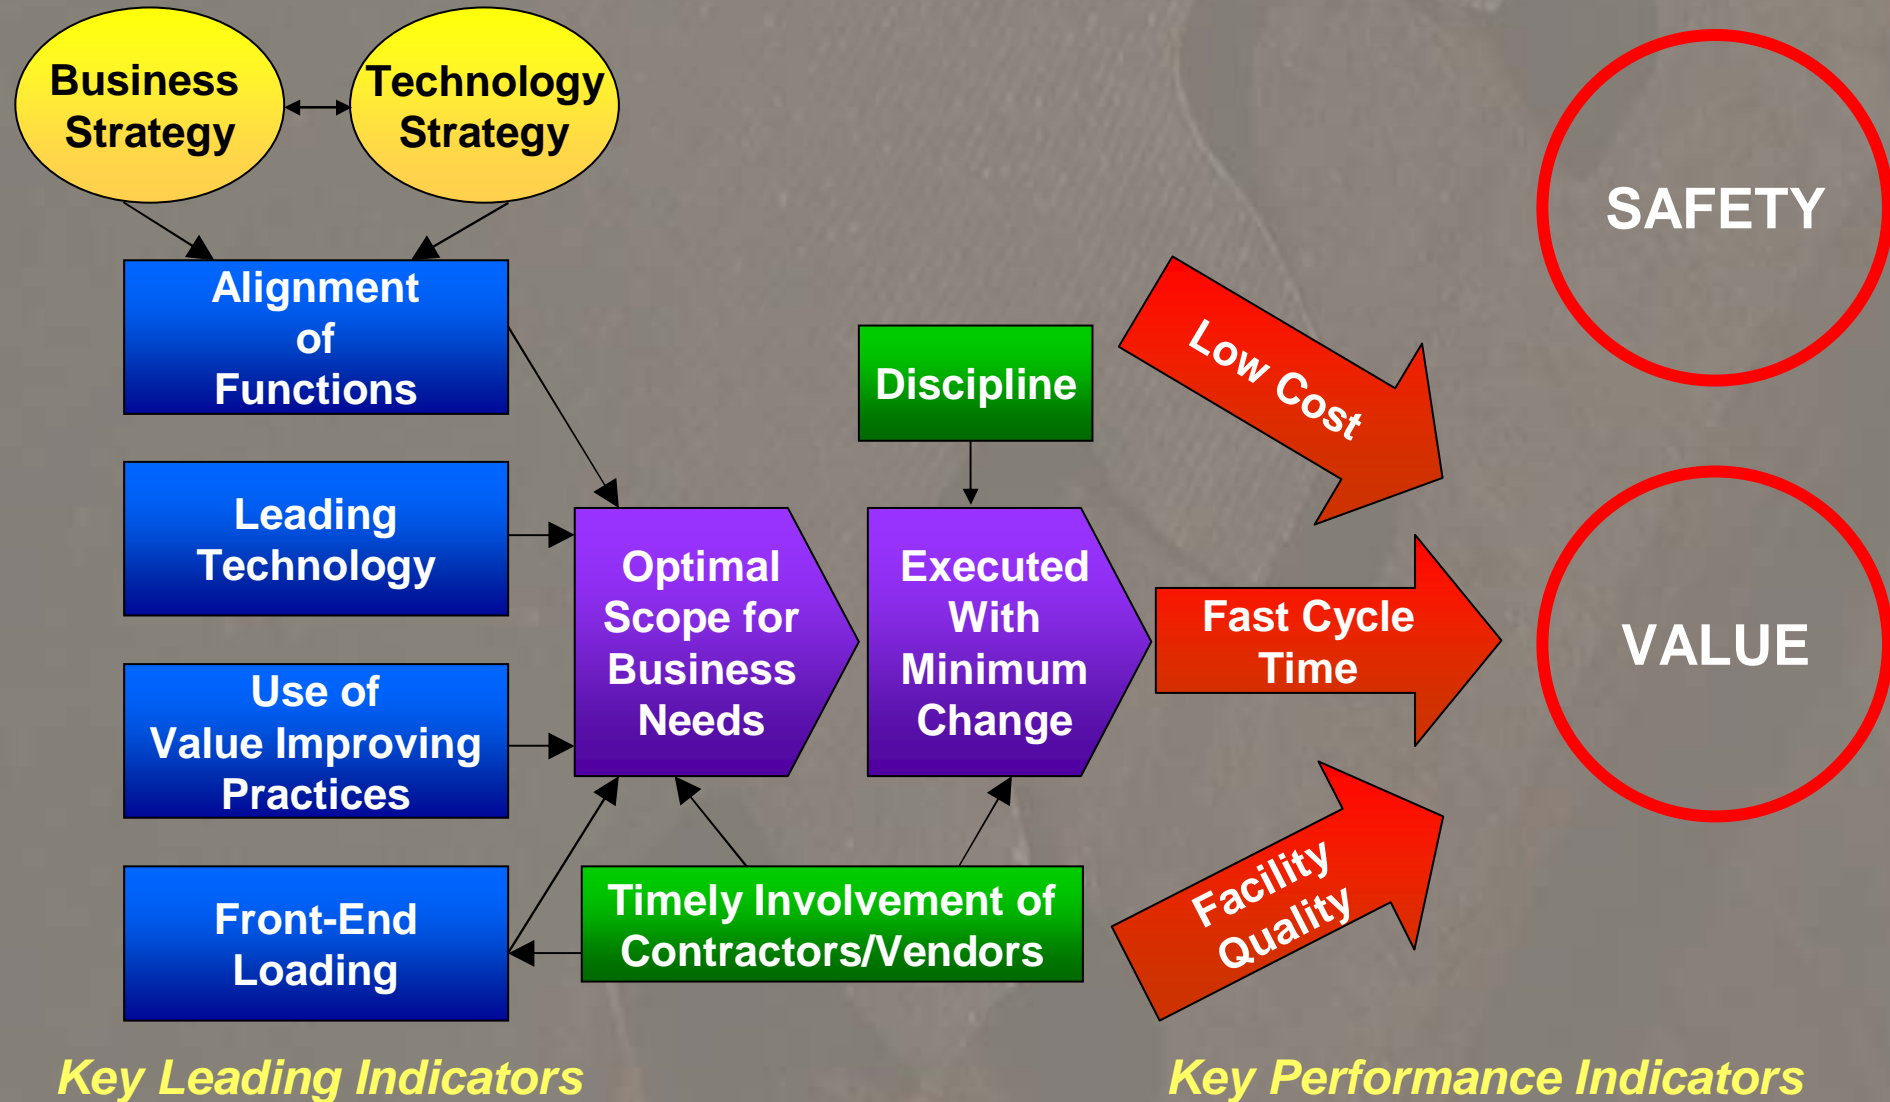 Business
Strategy
Technology
Strategy
Alignment
of
Functions
Leading
Technology
Use of
Value Improving
Practices
Front-End
Loading
Optimal
Scope for
Business
Needs
Discipline
Executed
With
Minimum
Change
Timely Involvement of
Contractors/Vendors
Low Cost
Fast Cycle
Time
Facility
Quality
SAFETY
VALUE
Key Leading Indicators
Key Performance Indicators